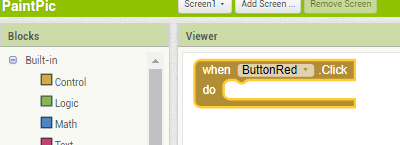 PaintPic
Screen1 Add Screen ... Remove Screen
Blocks Viewer
Built-in
Control
Logic
Math
Text
when ButtonRed .Click
do